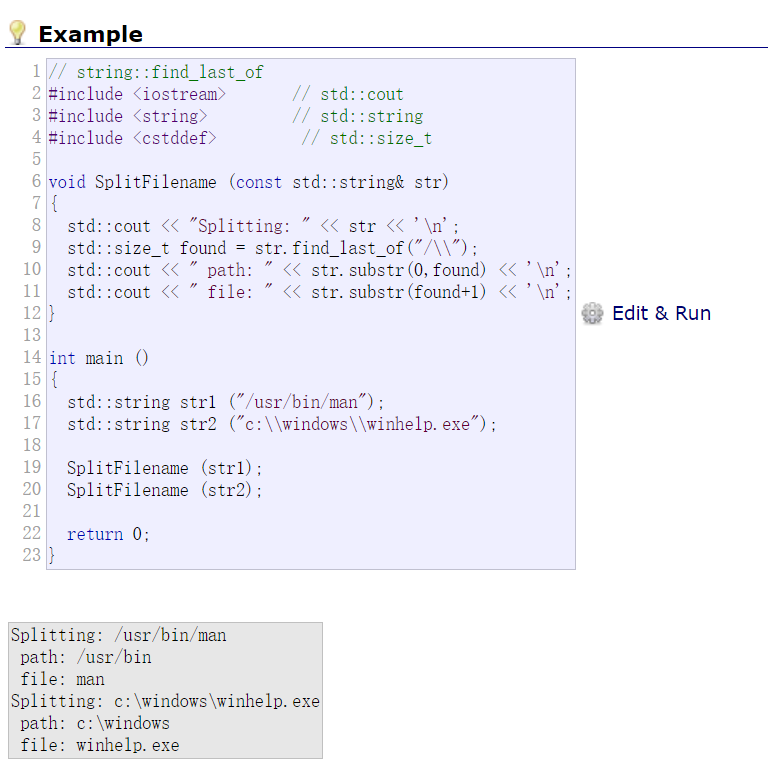 Example
1 // string::find_last_of
2 #include <iostream>       // std::cout
3 #include <string>         // std::string
4 #include <cstddef>         // std::size_t
5
6 void SplitFilename (const std::string& str)
7 {
8   std::cout << "Splitting: " << str << '\n';
9   std::size_t found = str.find_last_of("/\\");
10   std::cout << " path: " << str.substr(0,found) << '\n';
11   std::cout << " file: " << str.substr(found+1) << '\n';
12 }
Edit & Run
13
14 int main ()
15 {
16   std::string str1 ("/usr/bin/man");
17   std::string str2 ("c:\\windows\\winhelp.exe");
18
19   SplitFilename (str1);
20   SplitFilename (str2);
21
22   return 0;
23 }
Splitting: /usr/bin/man
 path: /usr/bin
 file: man
Splitting: c:\windows\winhelp.exe
 path: c:\windows
 file: winhelp.exe